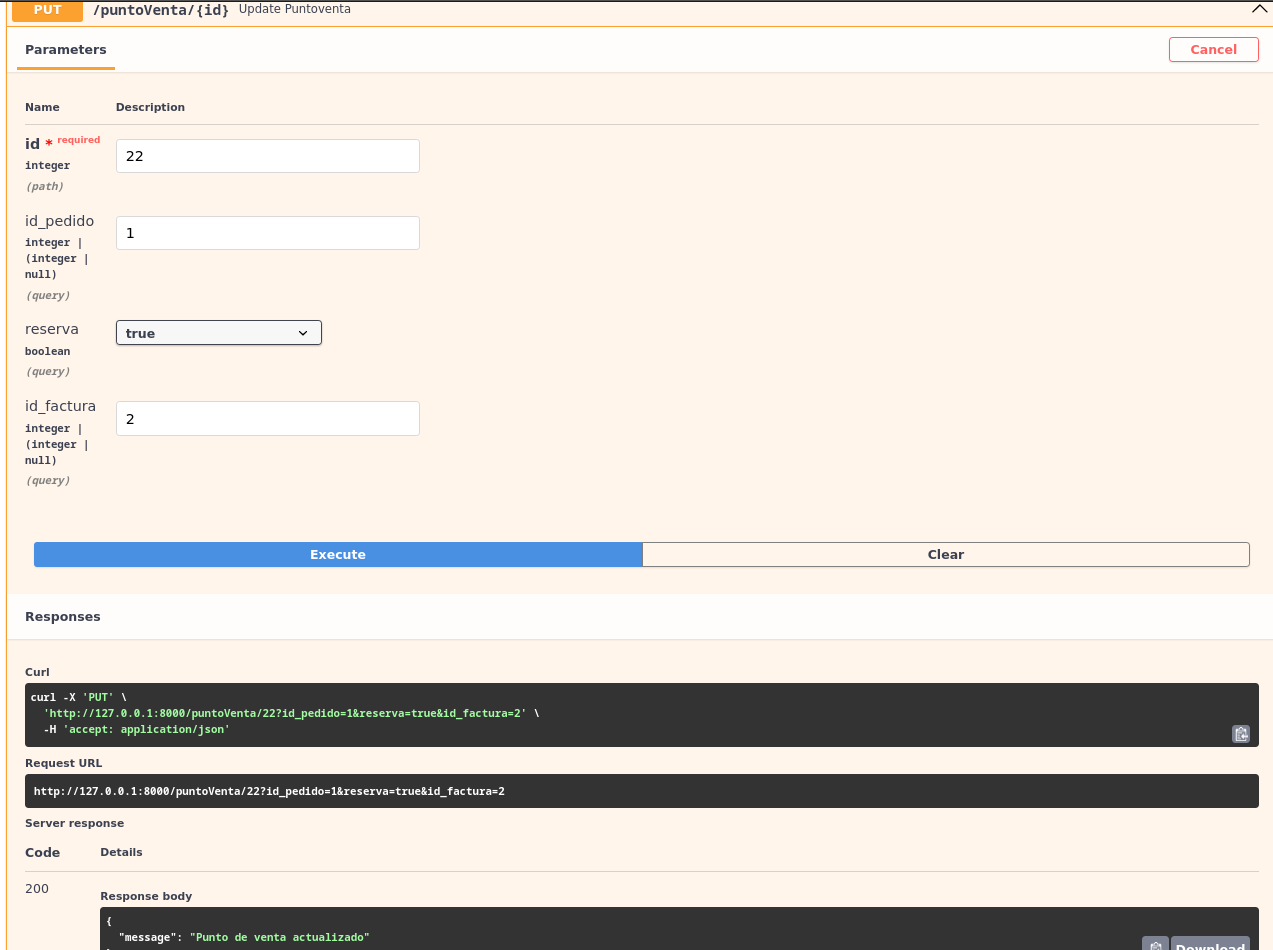 PUT /puntoVenta/{id} Update Puntoventa
Parameters
Cancel
Name Description
id * required
integer
(path)
22
id_pedido
integer |
(integer |
null)
(query)
1
reserva
boolean
(query)
true
id_factura
integer |
(integer |
null)
(query)
2
Execute
Clear
Responses
Curl
curl -X 'PUT' \
'http://127.0.0.1:8000/puntoVenta/22?id_pedido=1&reserva=true&id_factura=2' \
-H 'accept: application/json'
Request URL
http://127.0.0.1:8000/puntoVenta/22?id_pedido=1&reserva=true&id_factura=2
Server response
Code Details
200
Response body
{
"message": "Punto de venta actualizado"
Download